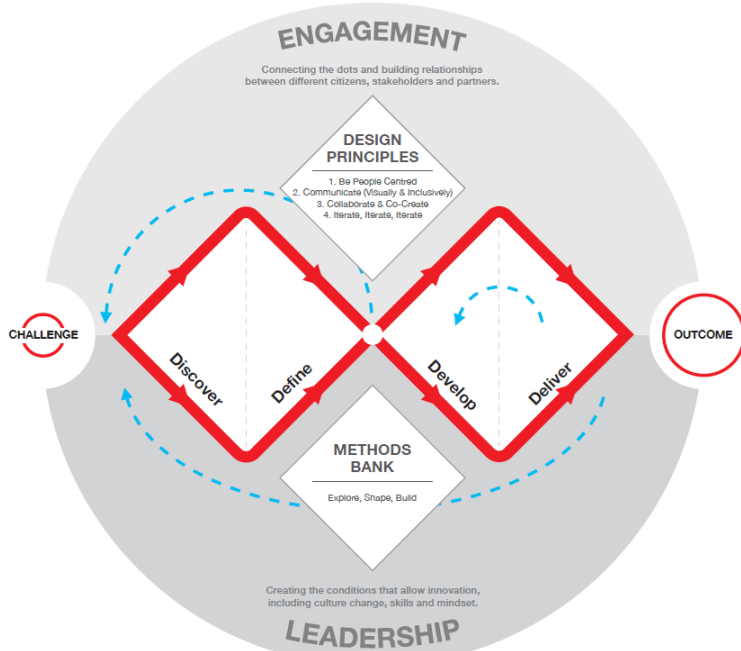 ENGAGEMENT
Connecting the dots and building relationships
between different citizens, stakeholders and partners.
DESIGN
PRINCIPLES
1. Be People Centred
2. Communicate (Visually & Inclusively)
3. Collaborate & Co-Create
4. Iterate, Iterate, Iterate
CHALLENGE
OUTCOME
Discover
Define
Develop
Deliver
METHODS
BANK
Explore, Shape, Build
Creating the conditions that allow innovation,
including culture change, skills and mindset.
LEADERSHIP